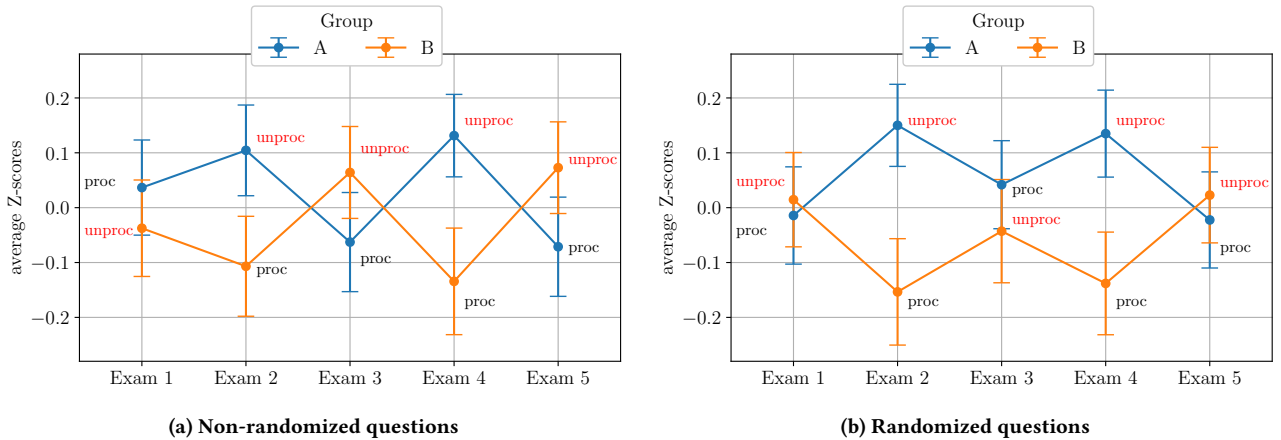 Group
A B
0.2
0.1
0.0
−0.1
−0.2
average Z-scores
proc
unproc
unproc
proc
unproc
proc
unproc
proc
unproc
proc
Exam 1 Exam 2 Exam 3 Exam 4 Exam 5
(a) Non-randomized questions
Group
A B
0.2
0.1
0.0
−0.1
−0.2
average Z-scores
unproc
proc
unproc
proc
proc
unproc
unproc
proc
unproc
proc
Exam 1 Exam 2 Exam 3 Exam 4 Exam 5
(b) Randomized questions